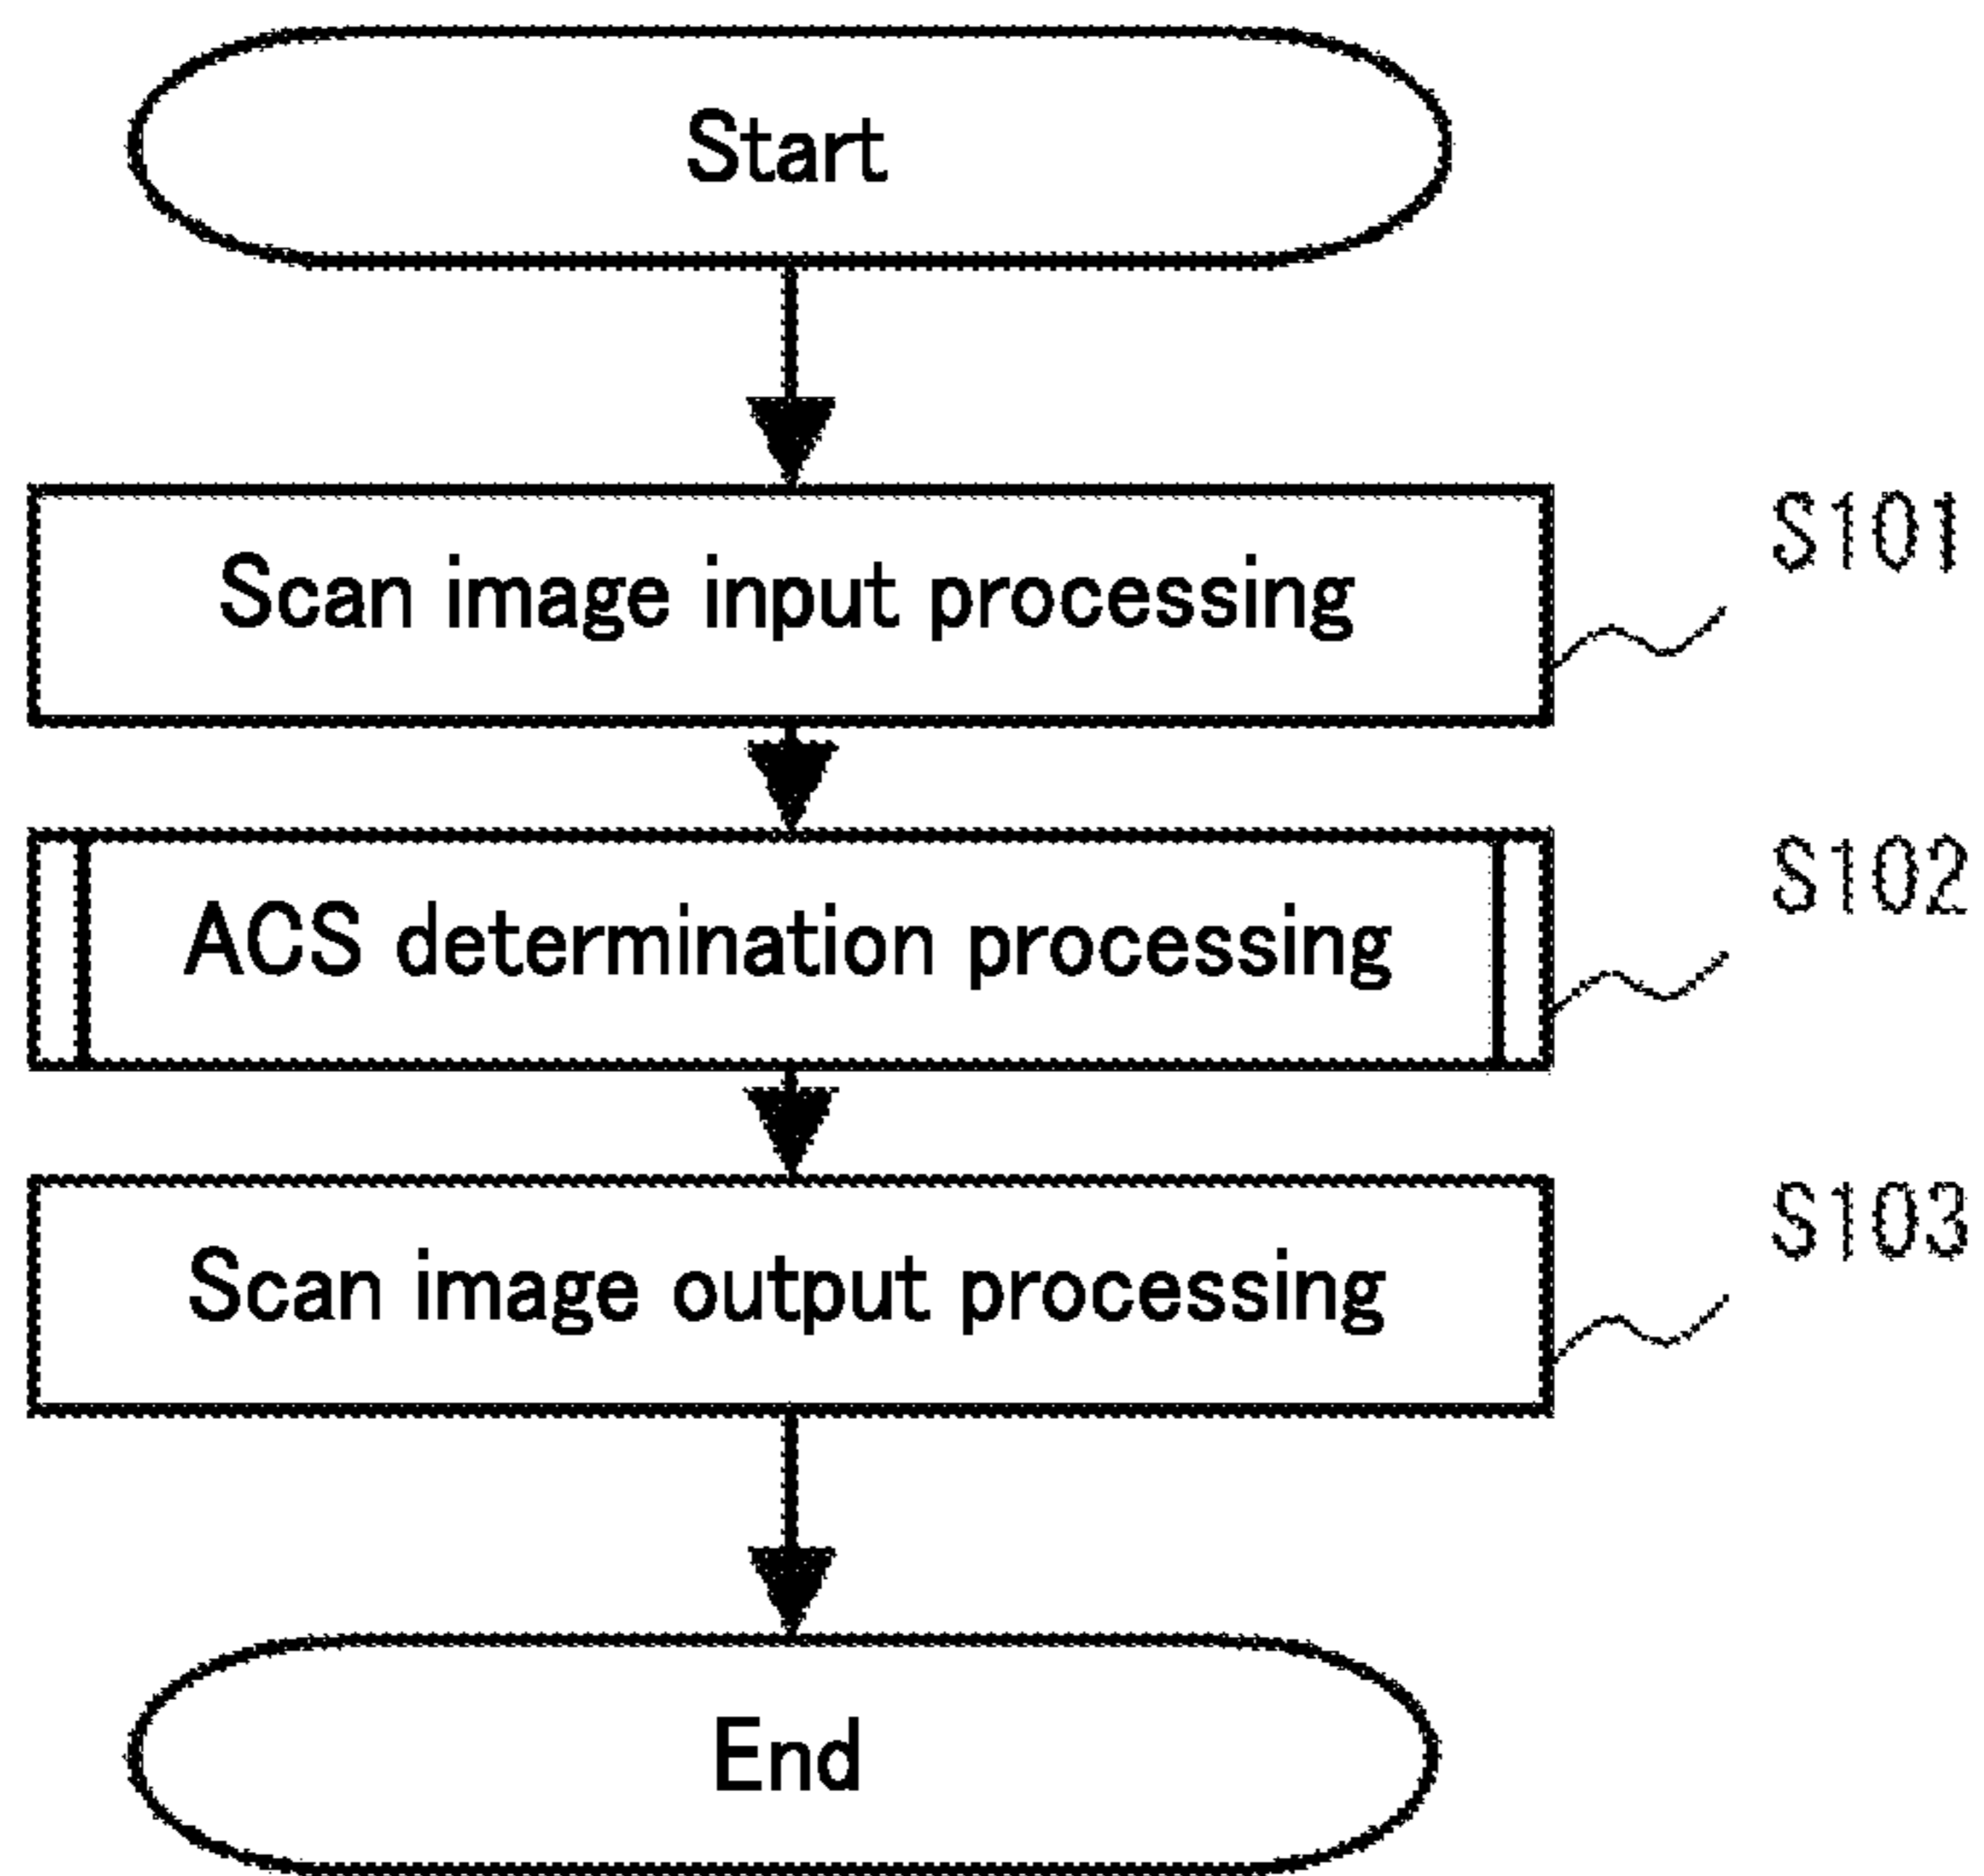 Start
S101
Scan image input processing
S102
ACS determination processing
S103
Scan image output processing
End